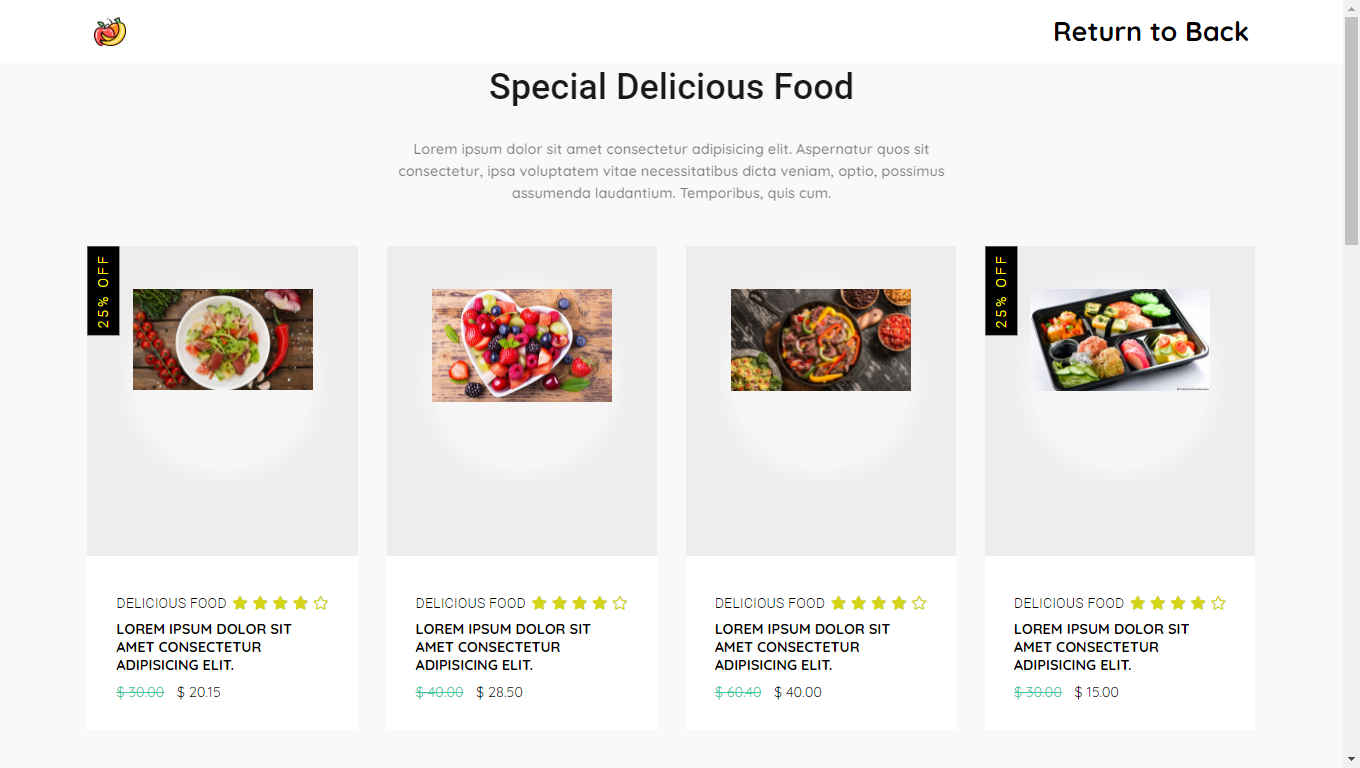 Return to Back
Special Delicious Food
Lorem ipsum dolor sit amet consectetur adipisicing elit. Aspernatur quos sit
consectetur, ipsa voluptatem vitae necessitatibus dicta veniam, optio, possimus
assumenda laudantium. Temporibus, quis cum.
25% OFF
25% OFF
DELICIOUS FOOD
LOREM IPSUM DOLOR SIT
AMET CONSECTETUR
ADIPISICING ELIT.
$ 30.00 $ 20.15
DELICIOUS FOOD
LOREM IPSUM DOLOR SIT
AMET CONSECTETUR
ADIPISICING ELIT.
$ 40.00 $ 28.50
DELICIOUS FOOD
LOREM IPSUM DOLOR SIT
AMET CONSECTETUR
ADIPISICING ELIT.
$ 60.40 $ 40.00
DELICIOUS FOOD
LOREM IPSUM DOLOR SIT
AMET CONSECTETUR
ADIPISICING ELIT.
$ 30.00 $ 15.00